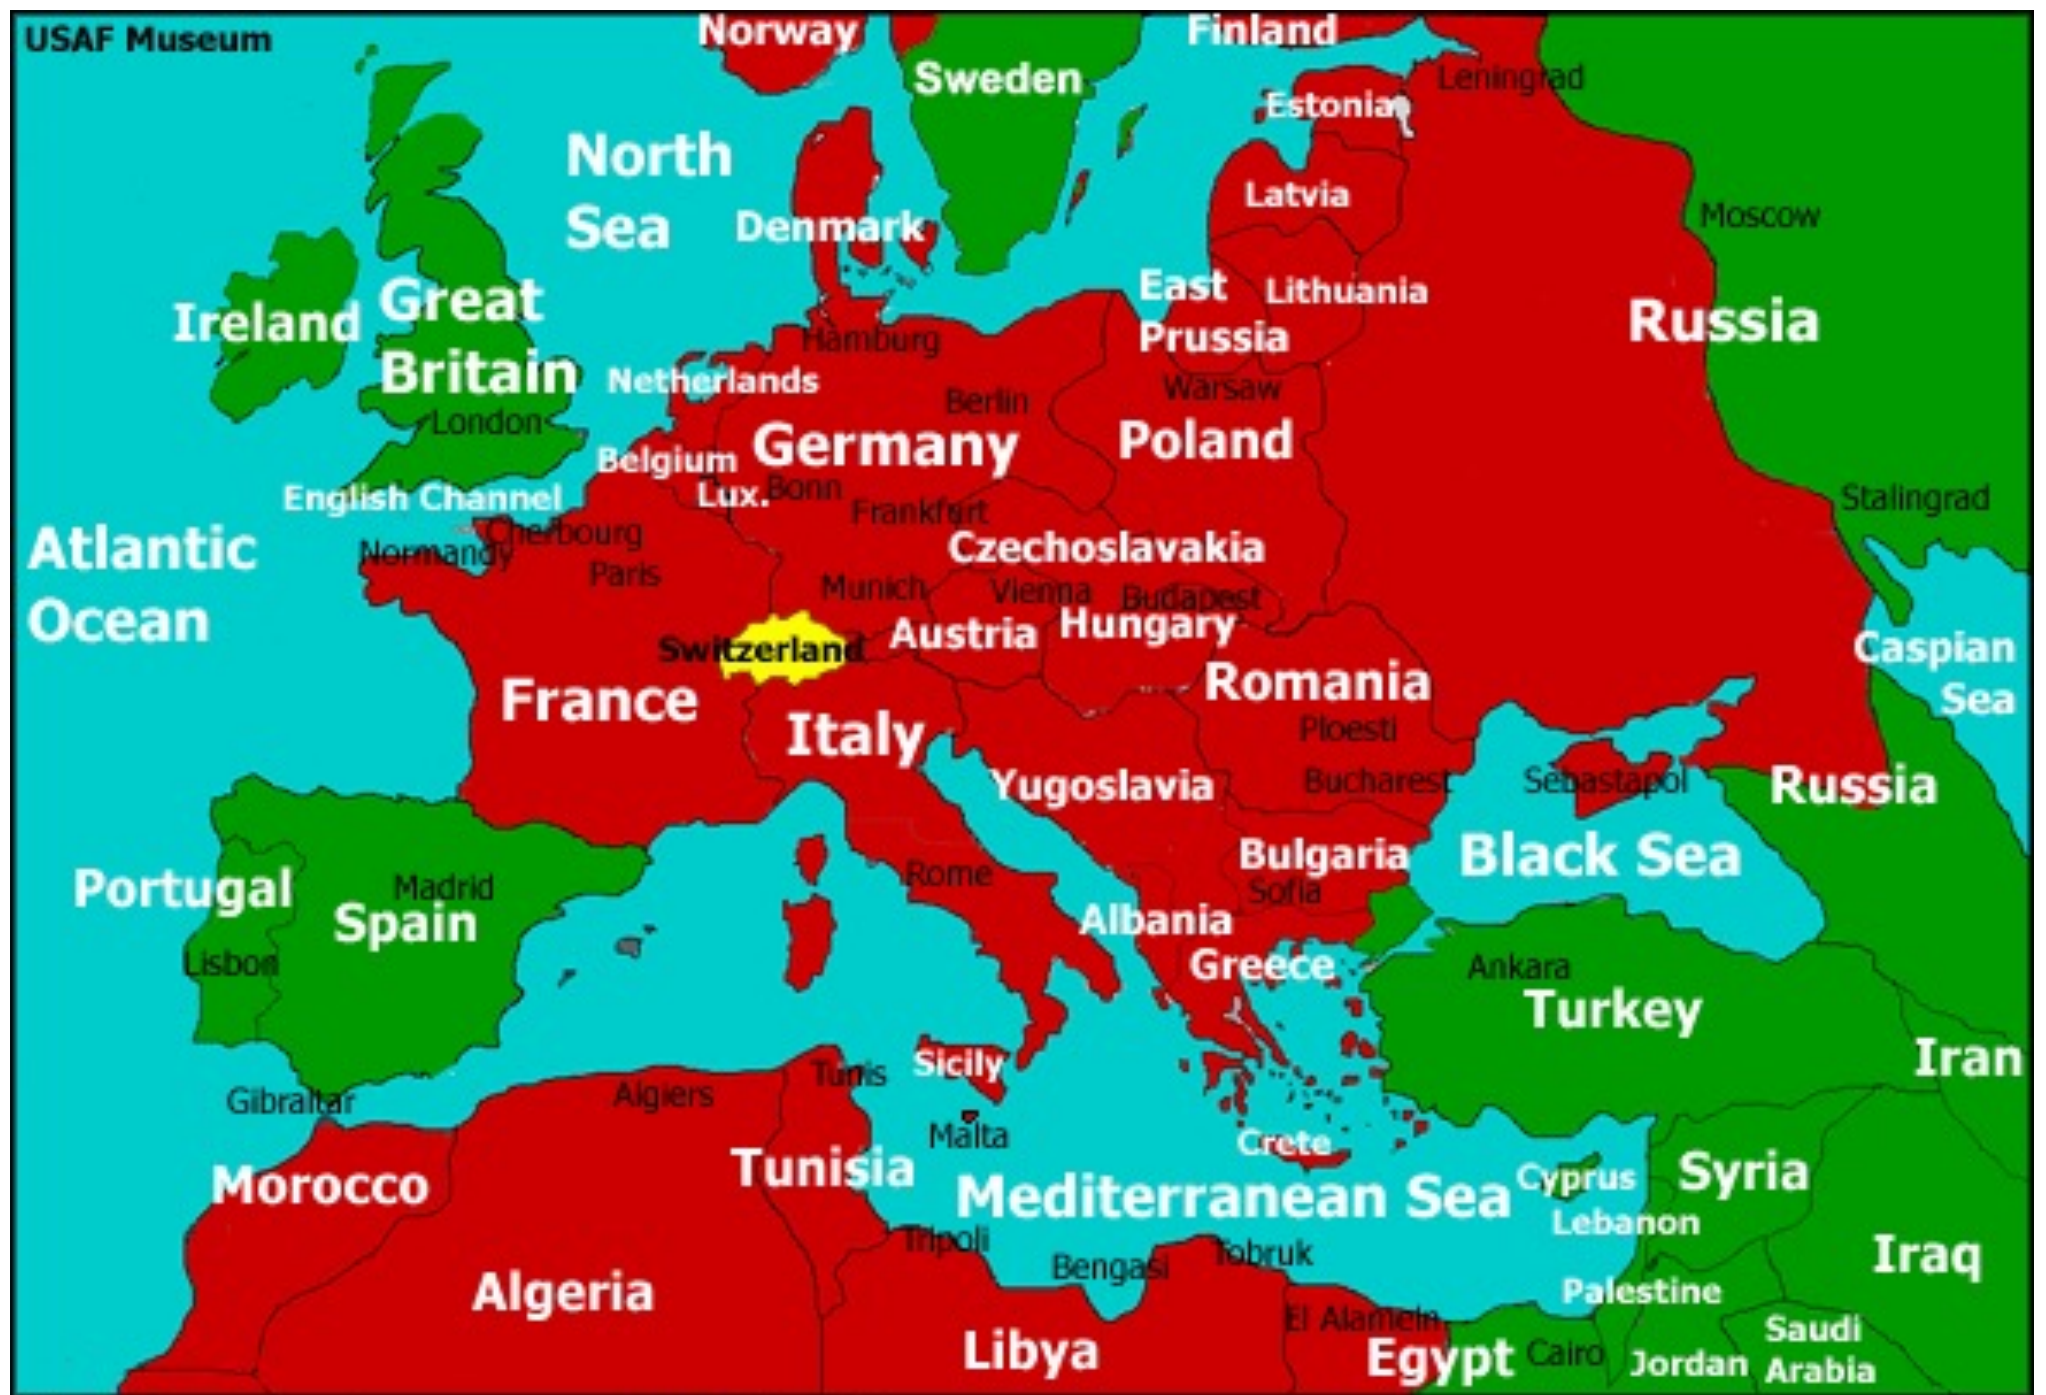 USAF Museum
Norway
Finland
Sweden
Leningrad
Estonia
North
Sea
Latvia
Moscow
Denmark
East
Prussia
Lithuania
Ireland
Great
Britain
Russia
Hamburg
Netherlands
Warsaw
Berlin
London
Germany
Poland
Belgium
Lux.
Bonn
English Channel
Stalingrad
Frankfurt
Cherbourg
Normandy
Atlantic
Ocean
Czechoslavakia
Paris
Munich
Vienna
Budapest
Switzerland
Austria
Hungary
Caspian
Sea
France
Romania
Italy
Ploesti
Yugoslavia
Bucharest
Sebastapol
Russia
Bulgaria
Black Sea
Portugal
Madrid
Rome
Sofia
Spain
Albania
Lisbon
Greece
Ankara
Turkey
Iran
Sicily
Tunis
Gibraltar
Algiers
Malta
Crete
Morocco
Tunisia
Mediterranean Sea
Cyprus
Syria
Lebanon
Tripoli
Bengasi
Tobruk
Iraq
Algeria
Palestine
El Alamein
Libya
Egypt
Cairo
Jordan
Saudi
Arabia